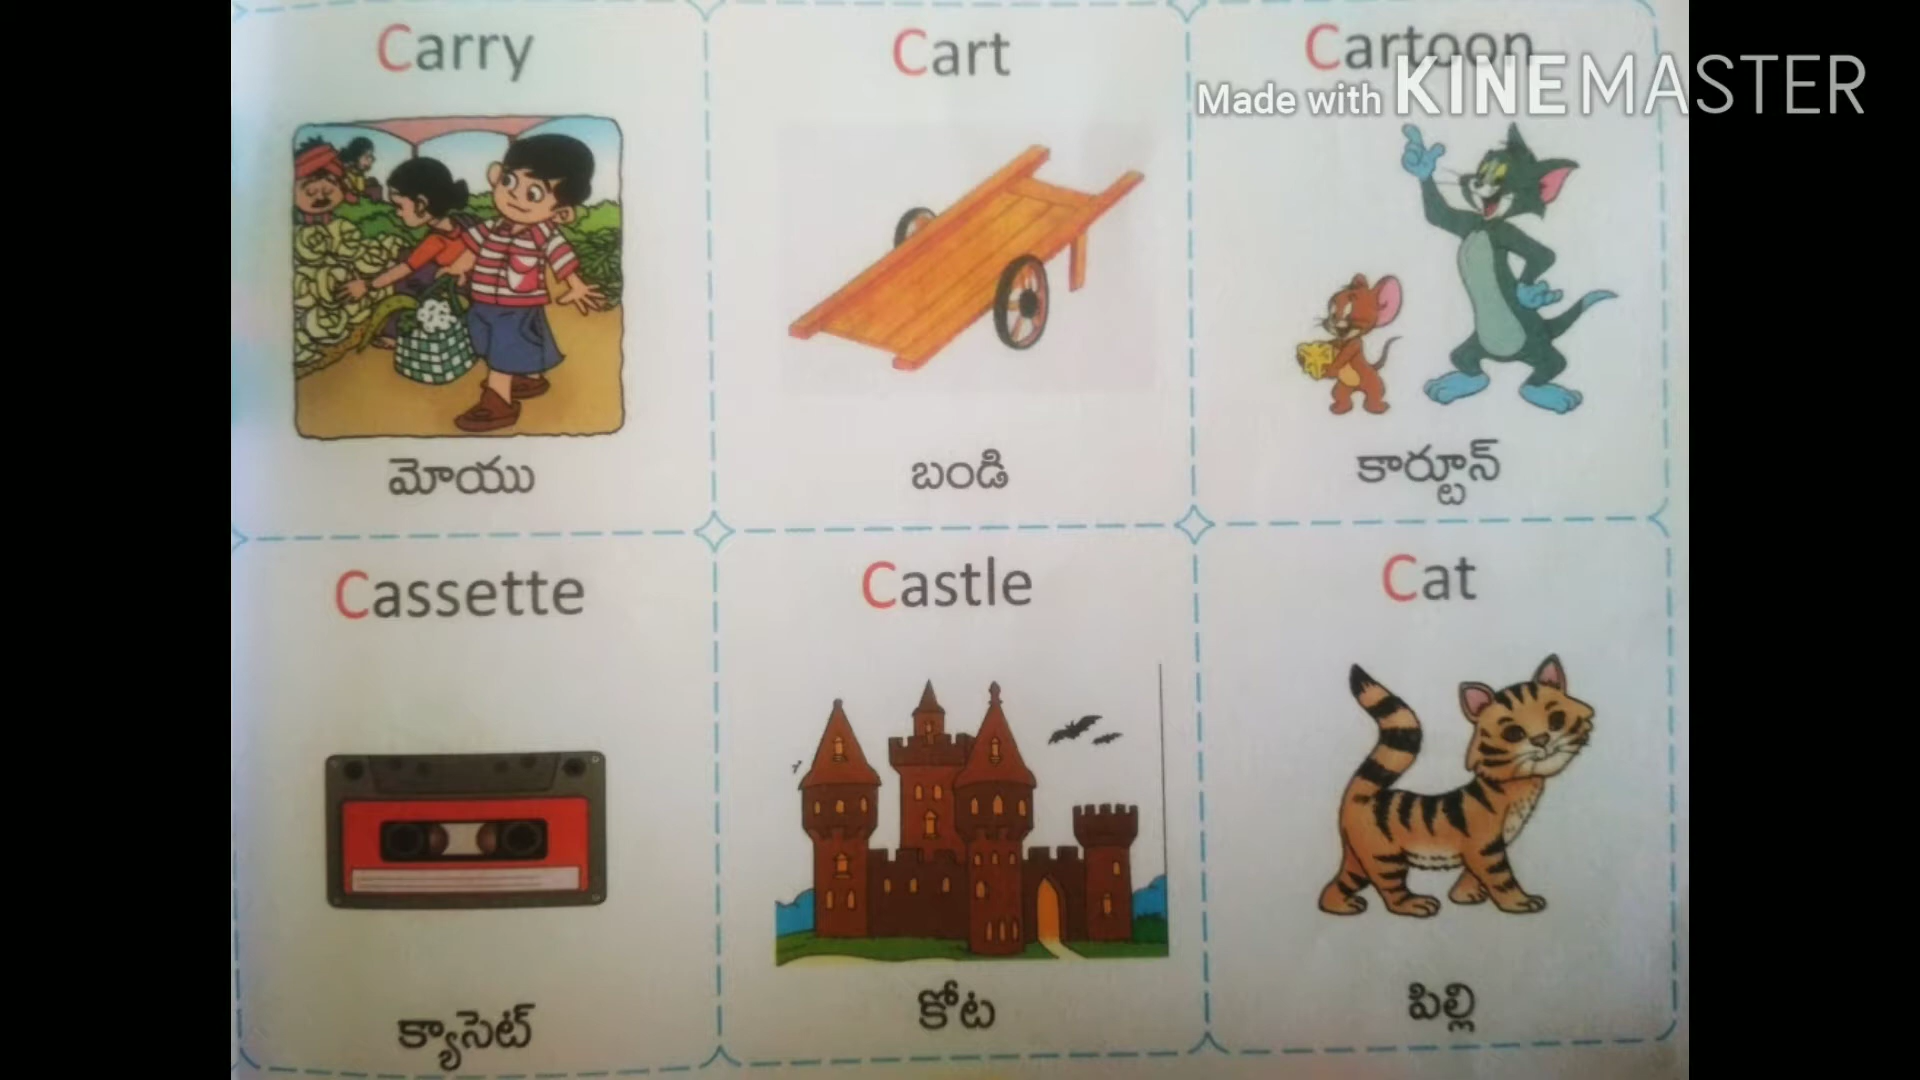 Carry
Cart
Cartoon
Made with KINEMASTER
మోయు
బండి
కార్టూన్
Cassette
Castle
Cat
క్యాసెట్
కోట
పిల్లి